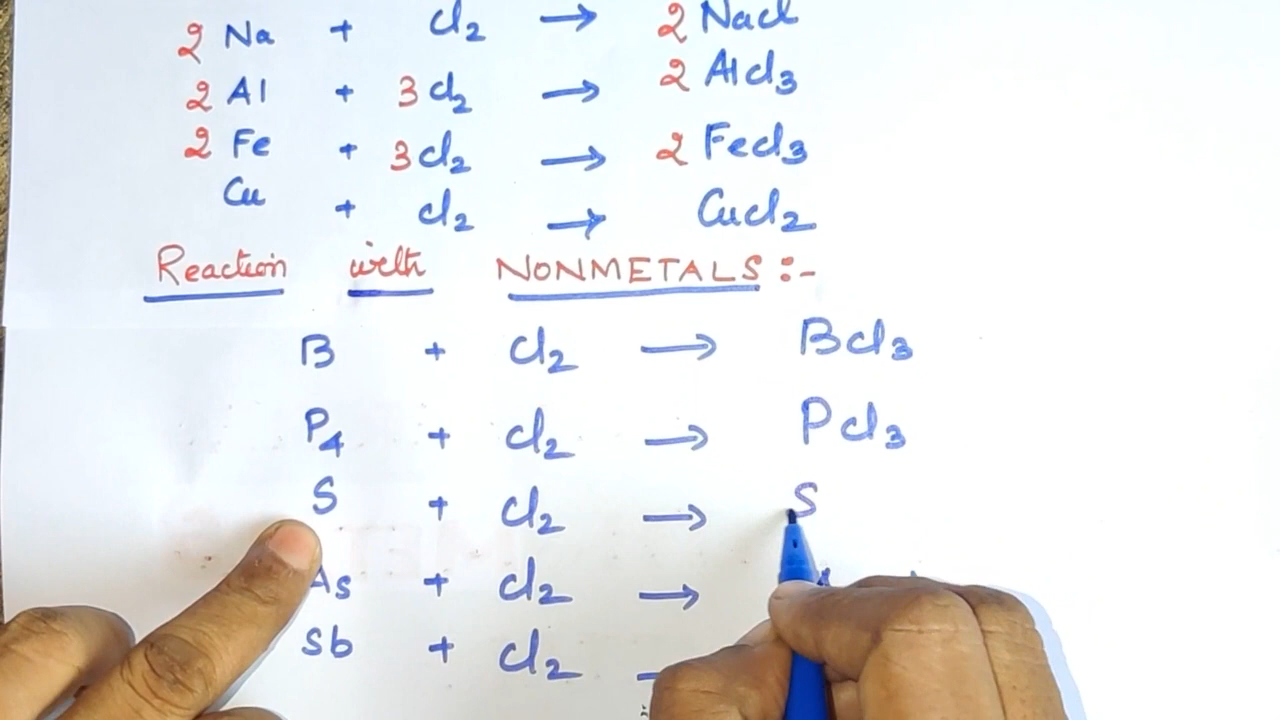 2 Na + Cl2 → 2 NaCl
2 Al + 3 Cl2 → 2 AlCl3
2 Fe + 3 Cl2 → 2 FeCl3
Cu + Cl2 → CuCl2
Reaction with NONMETALS :-
B + Cl2 → BCl3
P4 + Cl2 → PCl3
S + Cl2 → S
As + Cl2 →
Sb + Cl2